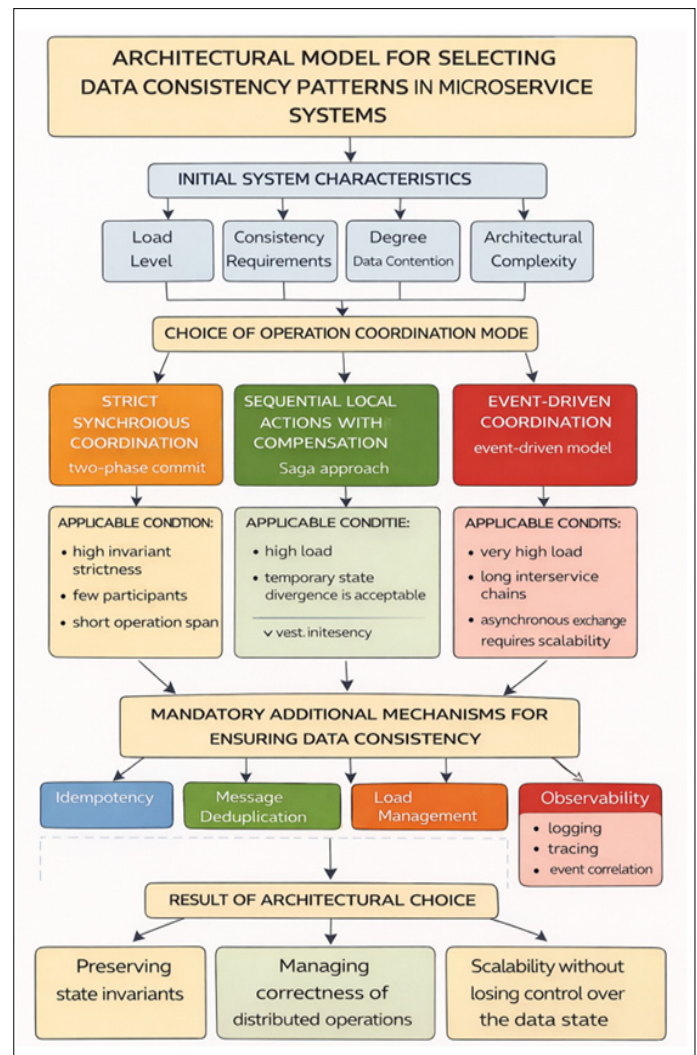 ARCHITECTURAL MODEL FOR SELECTING
DATA CONSISTENCY PATTERNS IN MICROSERVICE
SYSTEMS
INITIAL SYSTEM CHARACTERISTICS
Load
Level
Consistency
Requirements
Degree
Data Contention
Architectural
Complexity
CHOICE OF OPERATION COORDINATION MODE
STRICT
SYNCHROIOUS
COORDINATION
two-phase commit
SEQUENTIAL LOCAL
ACTIONS WITH
COMPENSATION
Saga approach
EVENT-DRIVEN
COORDINATION
event-driven model
APPLICABLE CONDTION:
• high invariant
strictness
• few participants
• short operation span
APPLICABLE CONDITIE:
• high load
• temporary state
divergence is acceptable
v vest. initesency
APPLICABLE CONDITS:
• very high load
• long interservice
chains
• asynchronous exchange
requires scalability
MANDATORY ADDITIONAL MECHANISMS FOR
ENSURING DATA CONSISTENCY
Idempotency
Message
Deduplication
Load
Management
Observability
• logging
• tracing
• event correlation
RESULT OF ARCHITECTURAL CHOICE
Preserving
state invariants
Managing
correctness of
distributed operations
Scalability without
losing control over
the data state